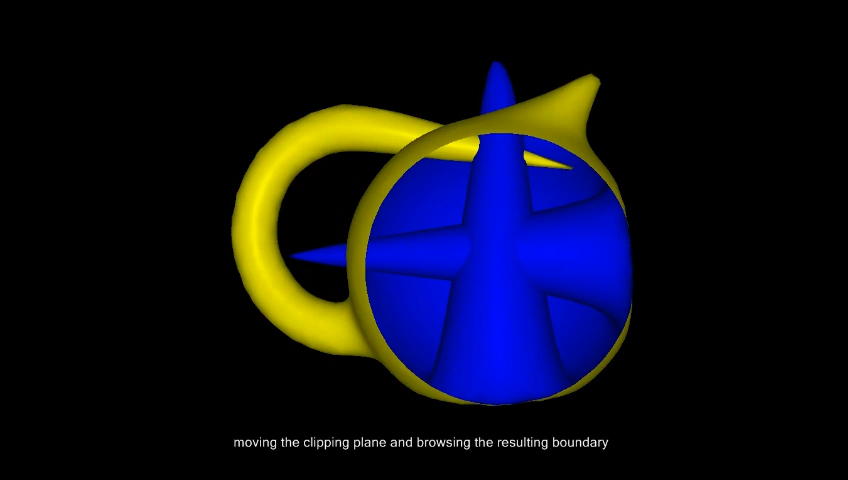 moving the clipping plane and browsing the resulting boundary